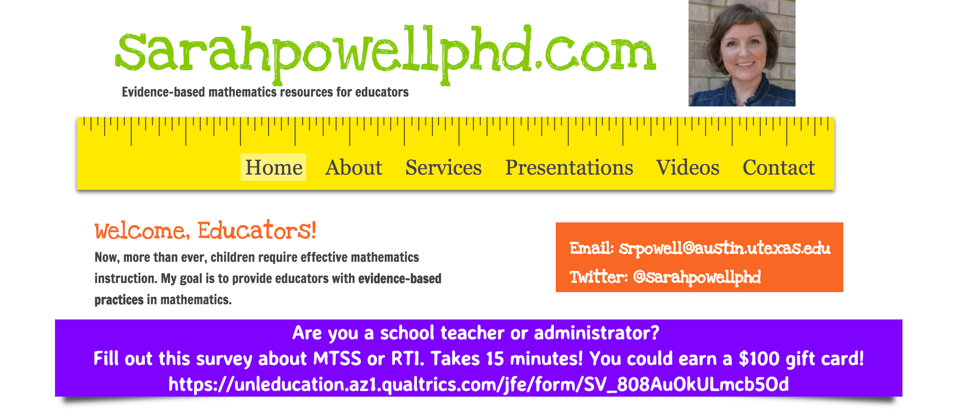 sarahpowellphd.com
Evidence-based mathematics resources for educators
Home About Services Presentations Videos Contact
Welcome, Educators!
Now, more than ever, children require effective mathematics
instruction. My goal is to provide educators with evidence-based
practices in mathematics.
Email: srpowell@austin.utexas.edu
Twitter: @sarahpowellphd
Are you a school teacher or administrator?
Fill out this survey about MTSS or RTI. Takes 15 minutes! You could earn a $100 gift card!
https://unleducation.az1.qualtrics.com/jfe/form/SV_808AuOkULmcb5Od